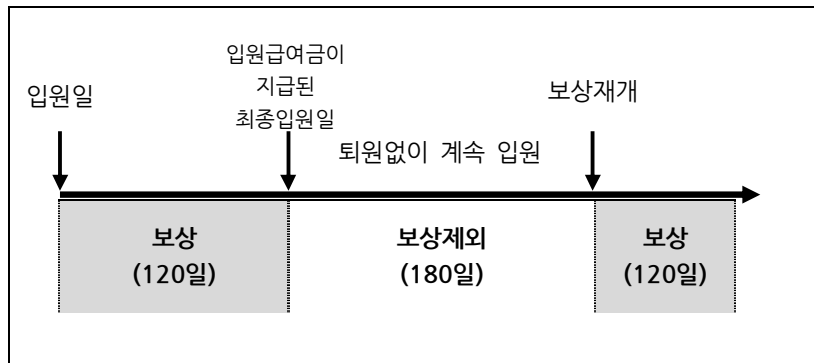 입원급여금이
지급된
최종입원일
입원일
보상재개
퇴원없이 계속 입원
보상
(120일)
보상제외
(180일)
보상
(120일)